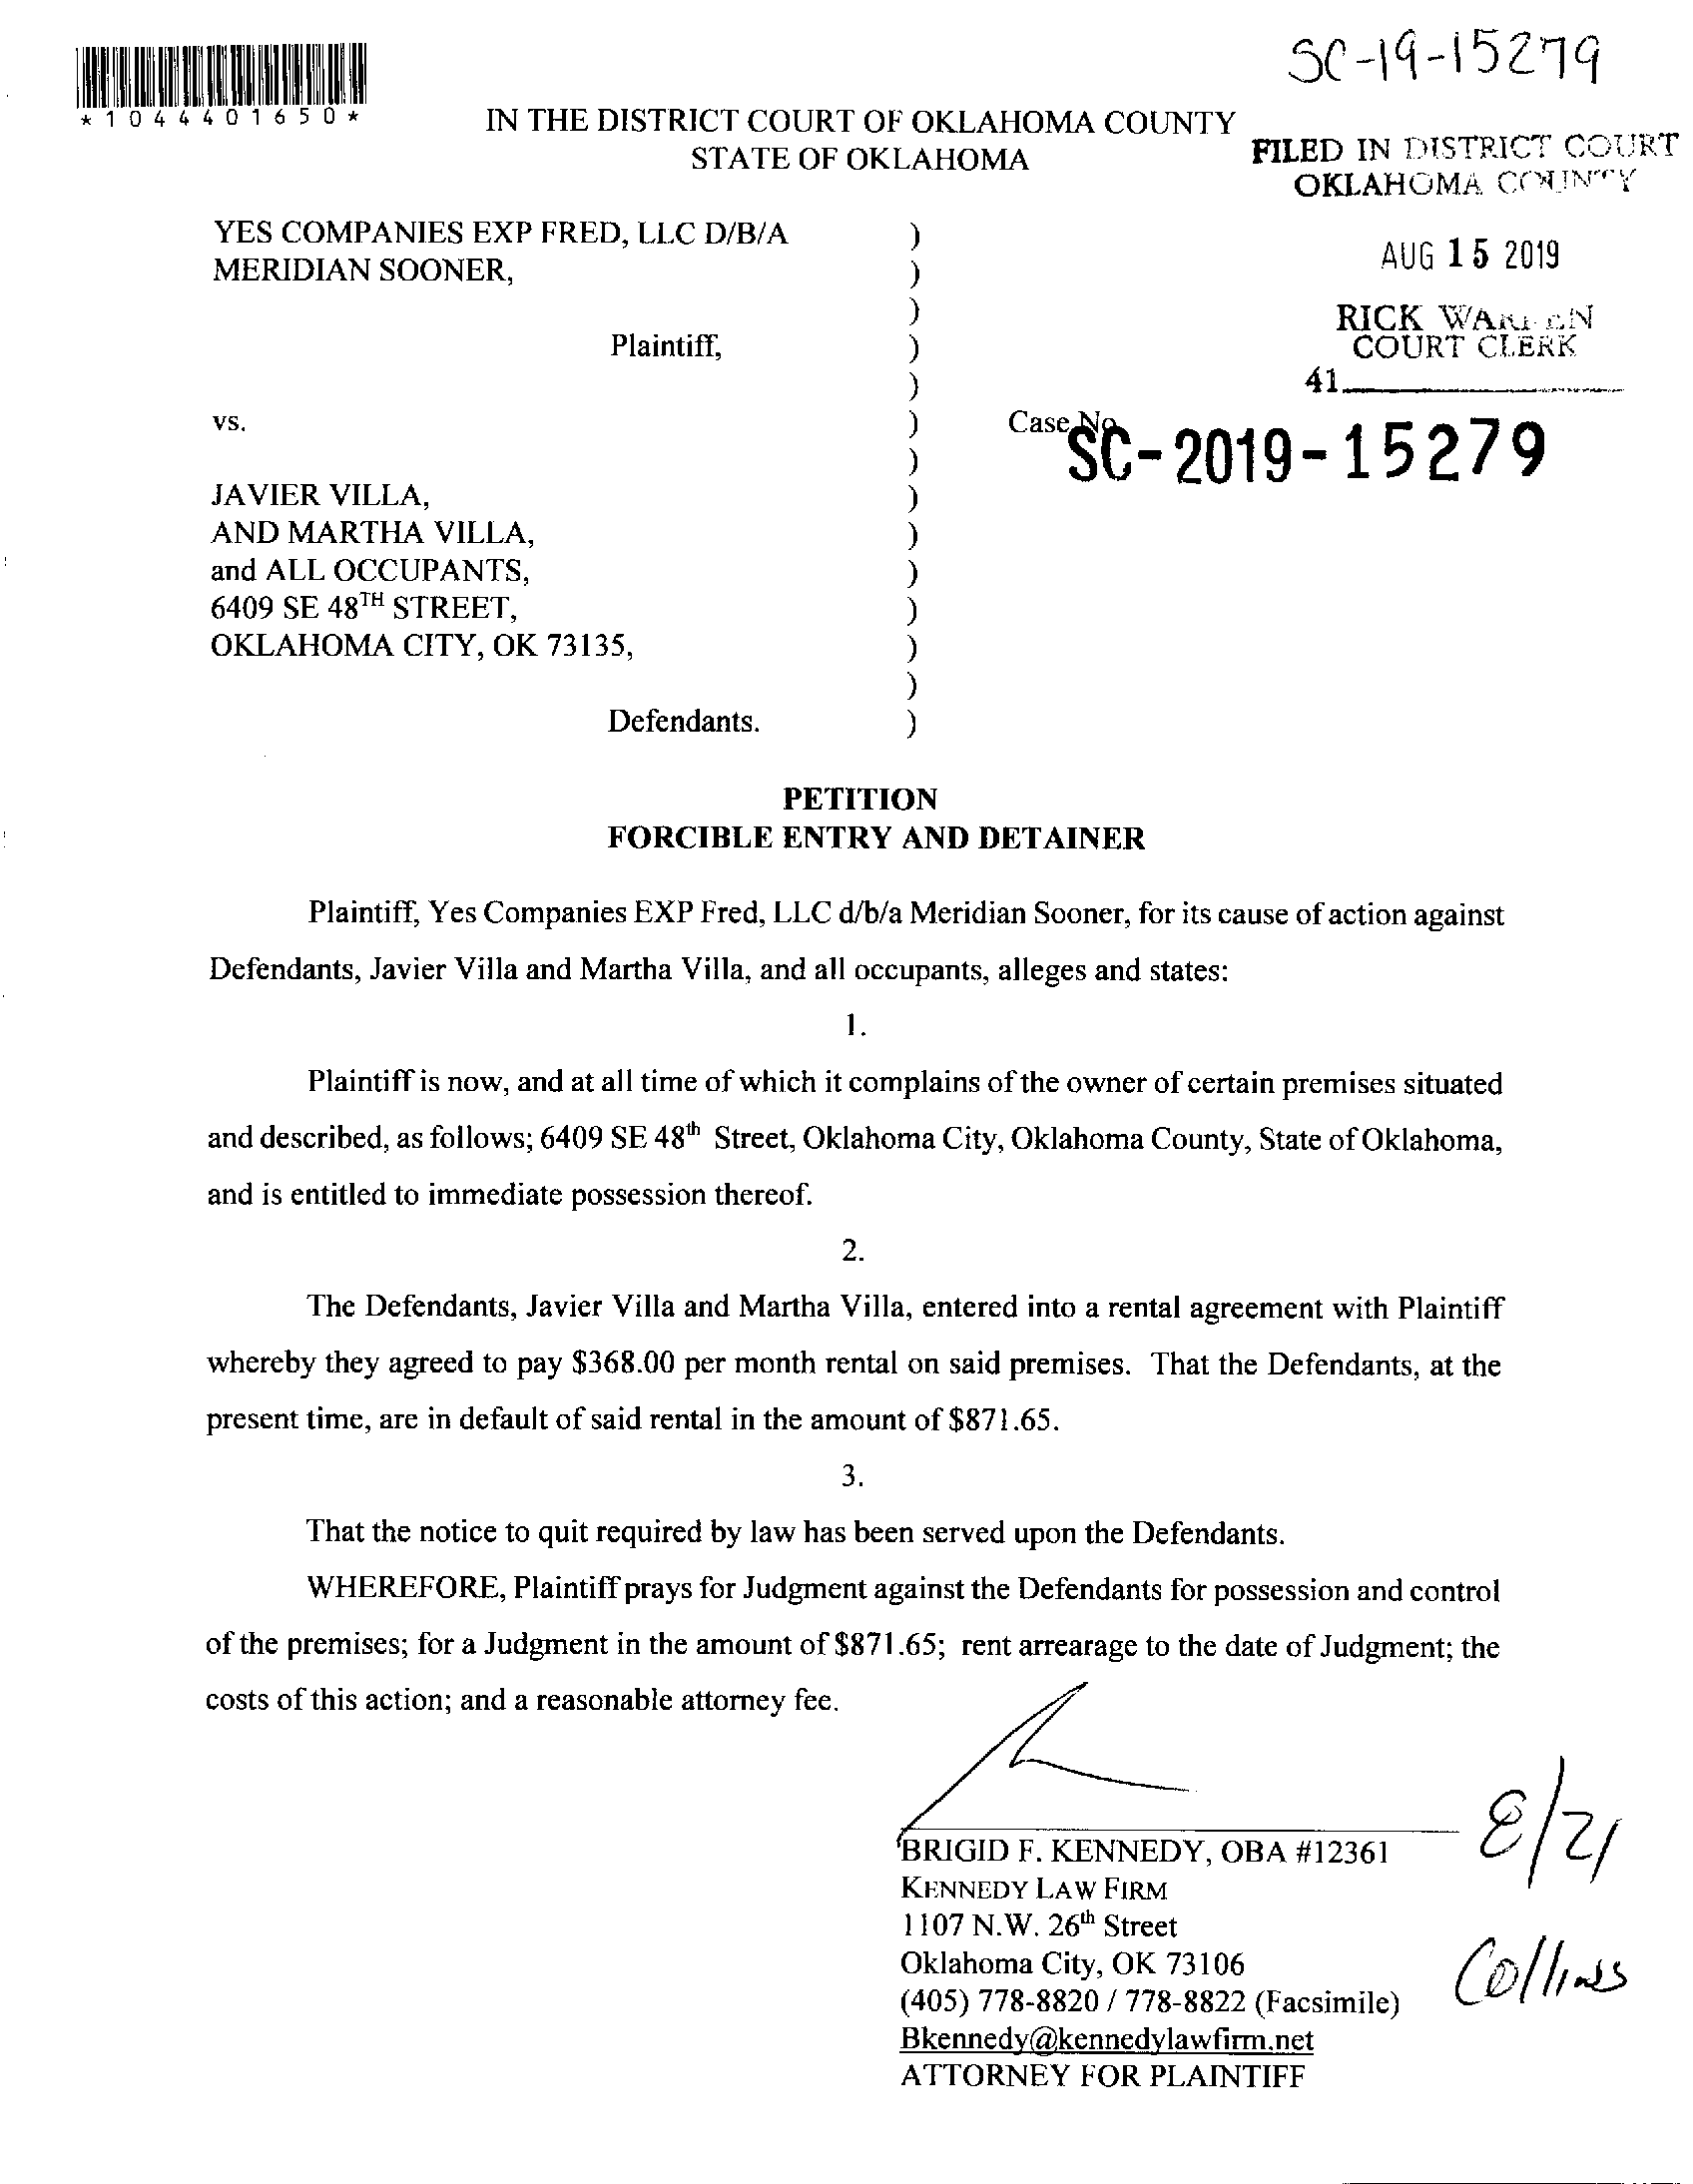 SC-19-15279
*1044401650*
IN THE DISTRICT COURT OF OKLAHOMA COUNTY
STATE OF OKLAHOMA
FILED IN DISTRICT COURT
OKLAHOMA COUNTY
AUG 15 2019
RICK WARREN
COURT CLERK
41
YES COMPANIES EXP FRED, LLC D/B/A )
MERIDIAN SOONER, )
)
Plaintiff, )
)
vs. ) Case No.
SC-2019-15279
)
JAVIER VILLA, )
AND MARTHA VILLA, )
and ALL OCCUPANTS, )
6409 SE 48TH STREET, )
OKLAHOMA CITY, OK 73135, )
)
Defendants. )
PETITION
FORCIBLE ENTRY AND DETAINER
Plaintiff, Yes Companies EXP Fred, LLC d/b/a Meridian Sooner, for its cause of action against
Defendants, Javier Villa and Martha Villa, and all occupants, alleges and states:
1.
Plaintiff is now, and at all time of which it complains of the owner of certain premises situated
and described, as follows; 6409 SE 48th Street, Oklahoma City, Oklahoma County, State of Oklahoma,
and is entitled to immediate possession thereof.
2.
The Defendants, Javier Villa and Martha Villa, entered into a rental agreement with Plaintiff
whereby they agreed to pay $368.00 per month rental on said premises. That the Defendants, at the
present time, are in default of said rental in the amount of $871.65.
3.
That the notice to quit required by law has been served upon the Defendants.
WHEREFORE, Plaintiff prays for Judgment against the Defendants for possession and control
of the premises; for a Judgment in the amount of $871.65; rent arrearage to the date of Judgment; the
costs of this action; and a reasonable attorney fee.
BRIGID F. KENNEDY, OBA #12361
KENNEDY LAW FIRM
1107 N.W. 26th Street
Oklahoma City, OK 73106
(405) 778-8820 / 778-8822 (Facsimile)
Bkennedy@kennedylawfirm.net
ATTORNEY FOR PLAINTIFF
8/21
Collins